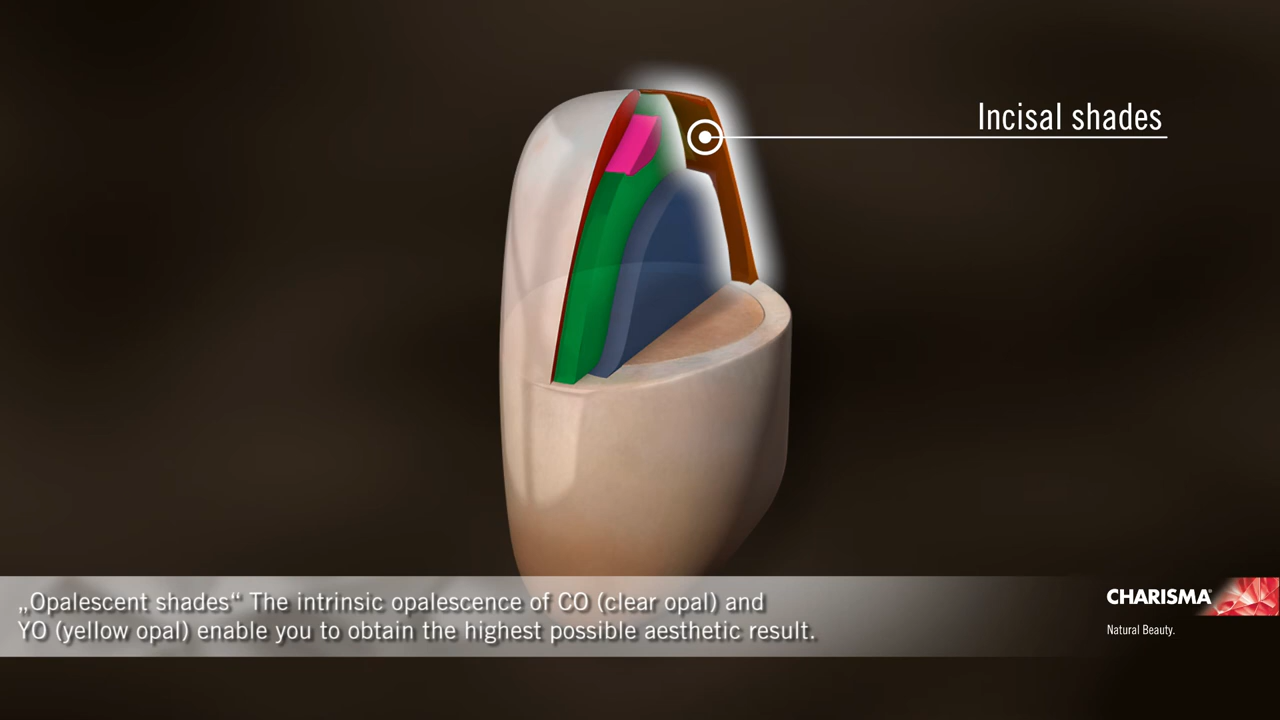 Incisal shades
„Opalescent shades“ The intrinsic opalescence of CO (clear opal) and
YO (yellow opal) enable you to obtain the highest possible aesthetic result.
CHARISMA®
Natural Beauty.